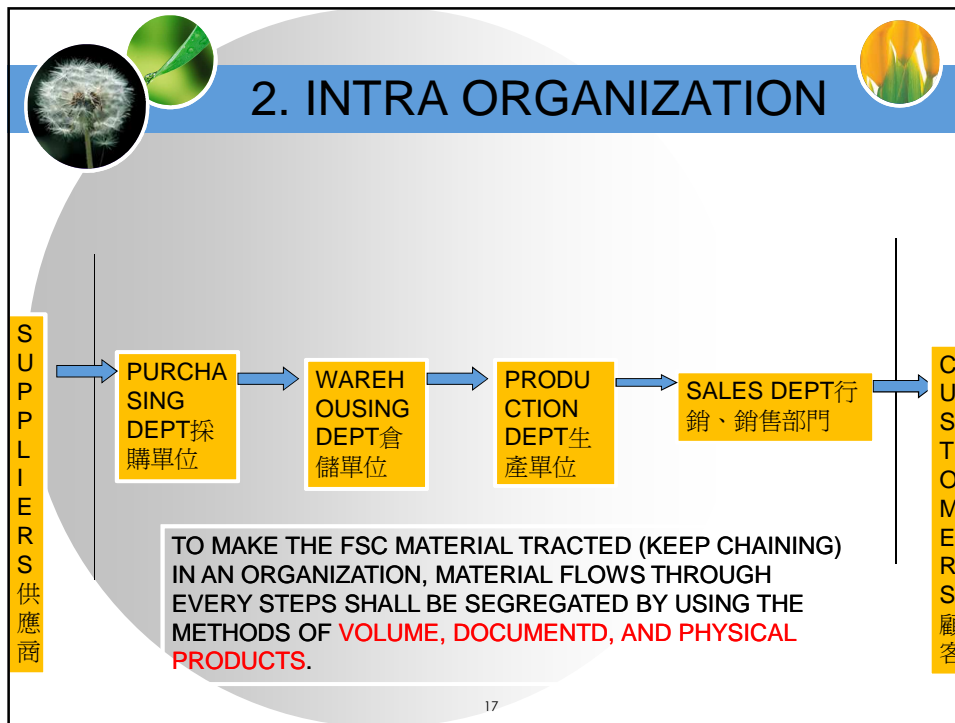 2. INTRA ORGANIZATION
S
U
P
P
L
I
E
R
S
供
應
商
PURCHA
SING
DEPT採
購單位
WAREH
OUSING
DEPT倉
儲單位
PRODU
CTION
DEPT生
產單位
SALES DEPT行
銷、銷售部門
C
U
S
T
O
M
E
R
S
顧
客
TO MAKE THE FSC MATERIAL TRACTED (KEEP CHAINING)
IN AN ORGANIZATION, MATERIAL FLOWS THROUGH
EVERY STEPS SHALL BE SEGREGATED BY USING THE
METHODS OF VOLUME, DOCUMENTD, AND PHYSICAL
PRODUCTS.
17